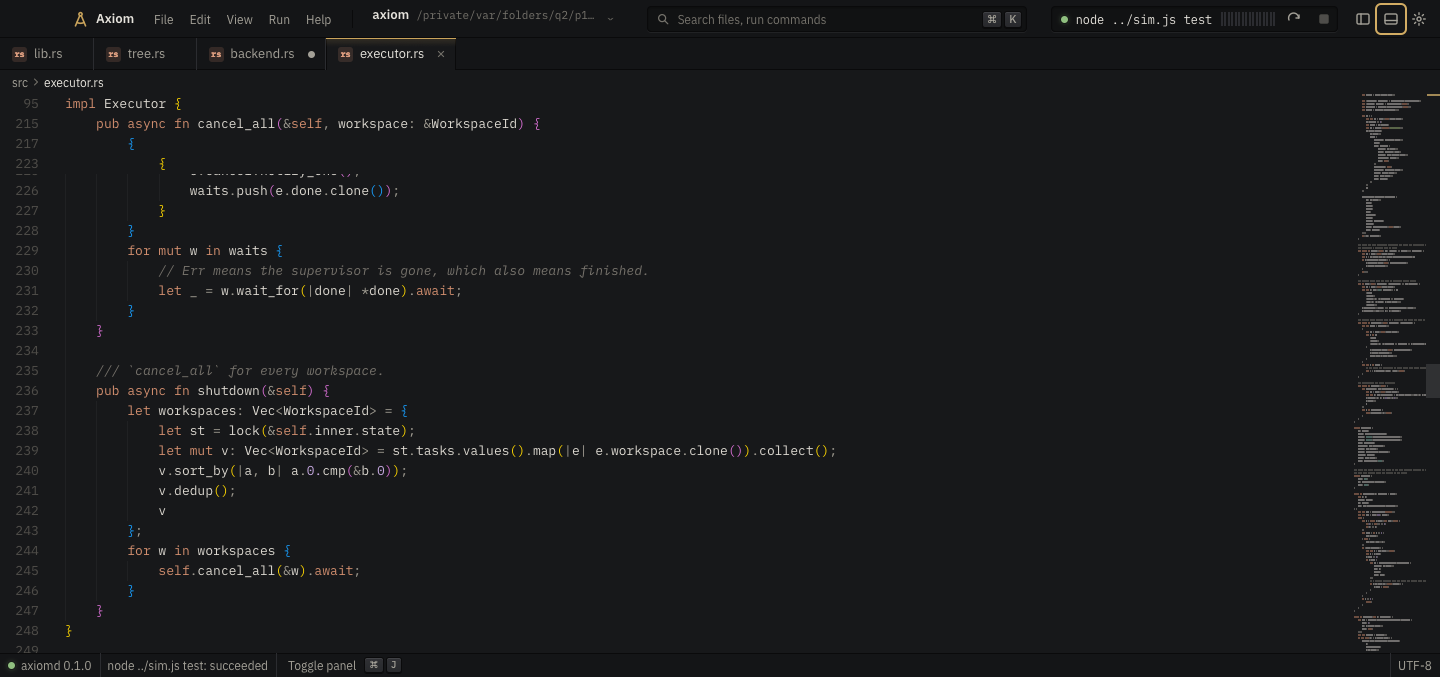 Axiom File Edit View Run Help axiom /private/var/folders/q2/p1… Search files, run commands ⌘ K node ../sim.js test
rs lib.rs rs tree.rs rs backend.rs ● rs executor.rs ×
src > executor.rs
95 impl Executor {
215 pub async fn cancel_all(&self, workspace: &WorkspaceId) {
217 {
223 {
226 waits.push(e.done.clone());
227 }
228 }
229 for mut w in waits {
230 // Err means the supervisor is gone, which also means finished.
231 let _ = w.wait_for(|done| *done).await;
232 }
233 }
234
235 /// `cancel_all` for every workspace.
236 pub async fn shutdown(&self) {
237 let workspaces: Vec<WorkspaceId> = {
238 let st = lock(&self.inner.state);
239 let mut v: Vec<WorkspaceId> = st.tasks.values().map(|e| e.workspace.clone()).collect();
240 v.sort_by(|a, b| a.0.cmp(&b.0));
241 v.dedup();
242 v
243 };
244 for w in workspaces {
245 self.cancel_all(&w).await;
246 }
247 }
248 }
249
axiomd 0.1.0 node ../sim.js test: succeeded Toggle panel ⌘ J UTF-8